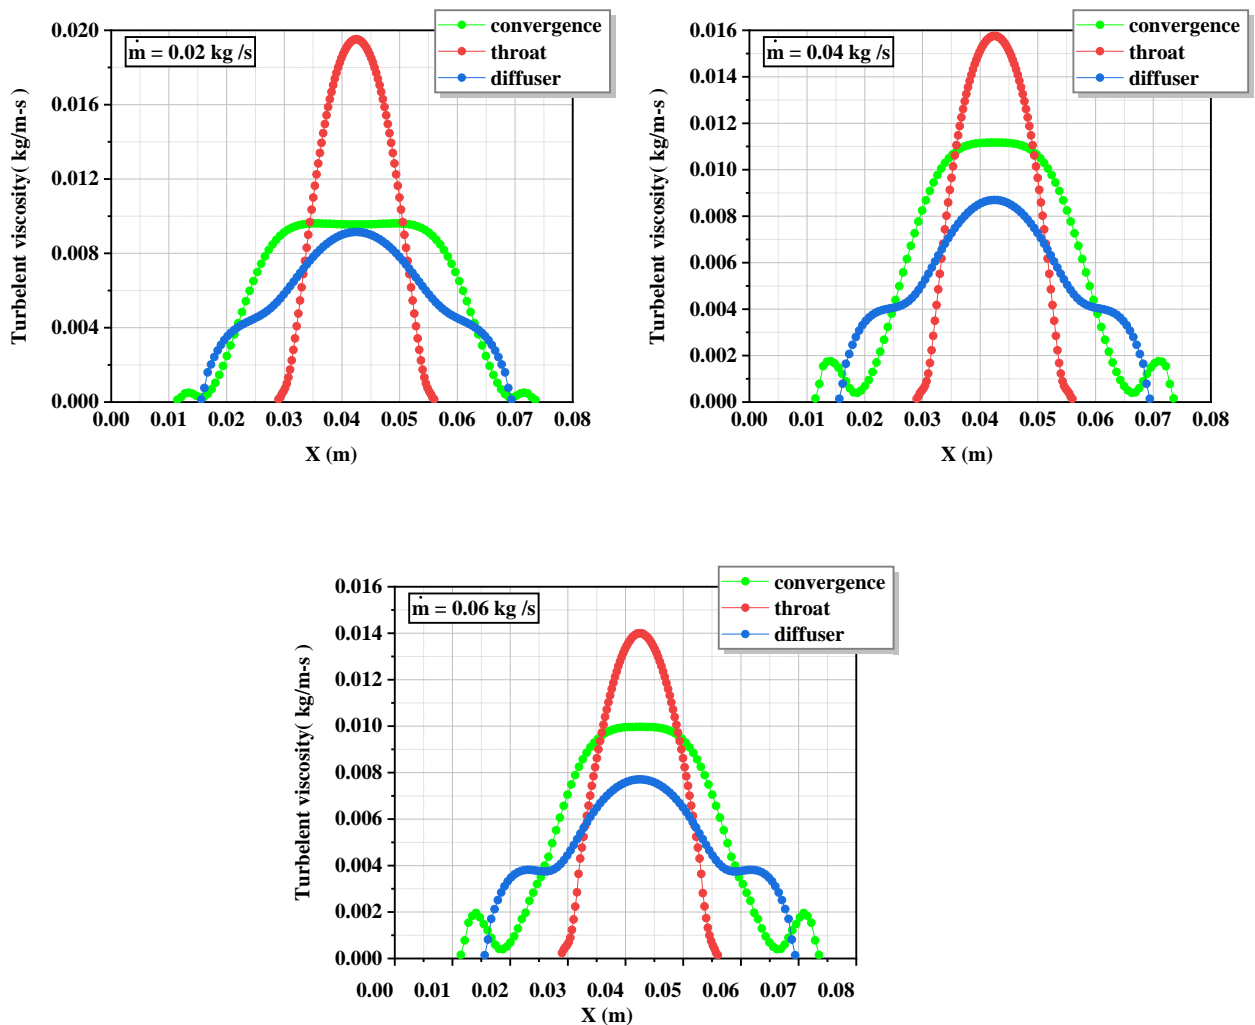 convergence
throat
diffuser
ṁ = 0.02 kg /s
Turbelent viscosity( kg/m-s )
0.020
0.016
0.012
0.008
0.004
0.000
0.00 0.01 0.02 0.03 0.04 0.05 0.06 0.07 0.08
X (m)
convergence
throat
diffuser
ṁ = 0.04 kg /s
Turbelent viscosity( kg/m-s )
0.016
0.014
0.012
0.010
0.008
0.006
0.004
0.002
0.000
0.00 0.01 0.02 0.03 0.04 0.05 0.06 0.07 0.08
X (m)
convergence
throat
diffuser
ṁ = 0.06 kg /s
Turbelent viscosity( kg/m-s )
0.016
0.014
0.012
0.010
0.008
0.006
0.004
0.002
0.000
0.00 0.01 0.02 0.03 0.04 0.05 0.06 0.07 0.08
X (m)